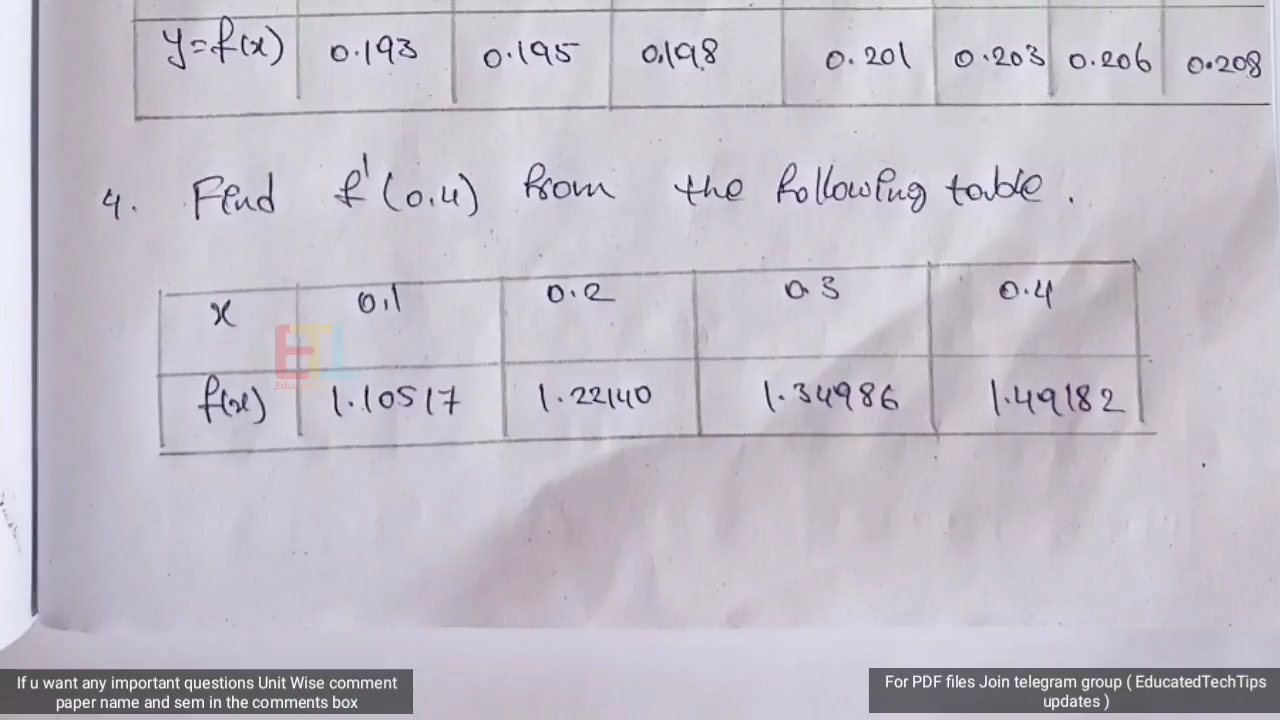 y=f(x) 0.193 0.195 0.198 0.201 0.203 0.206 0.208
4. Find f'(0.4) from the following table.
x 0.1 0.2 0.3 0.4
f(x) 1.10517 1.22140 1.34986 1.49182
ETL
If u want any important questions Unit Wise comment
paper name and sem in the comments box
For PDF files Join telegram group ( EducatedTechTips
updates )